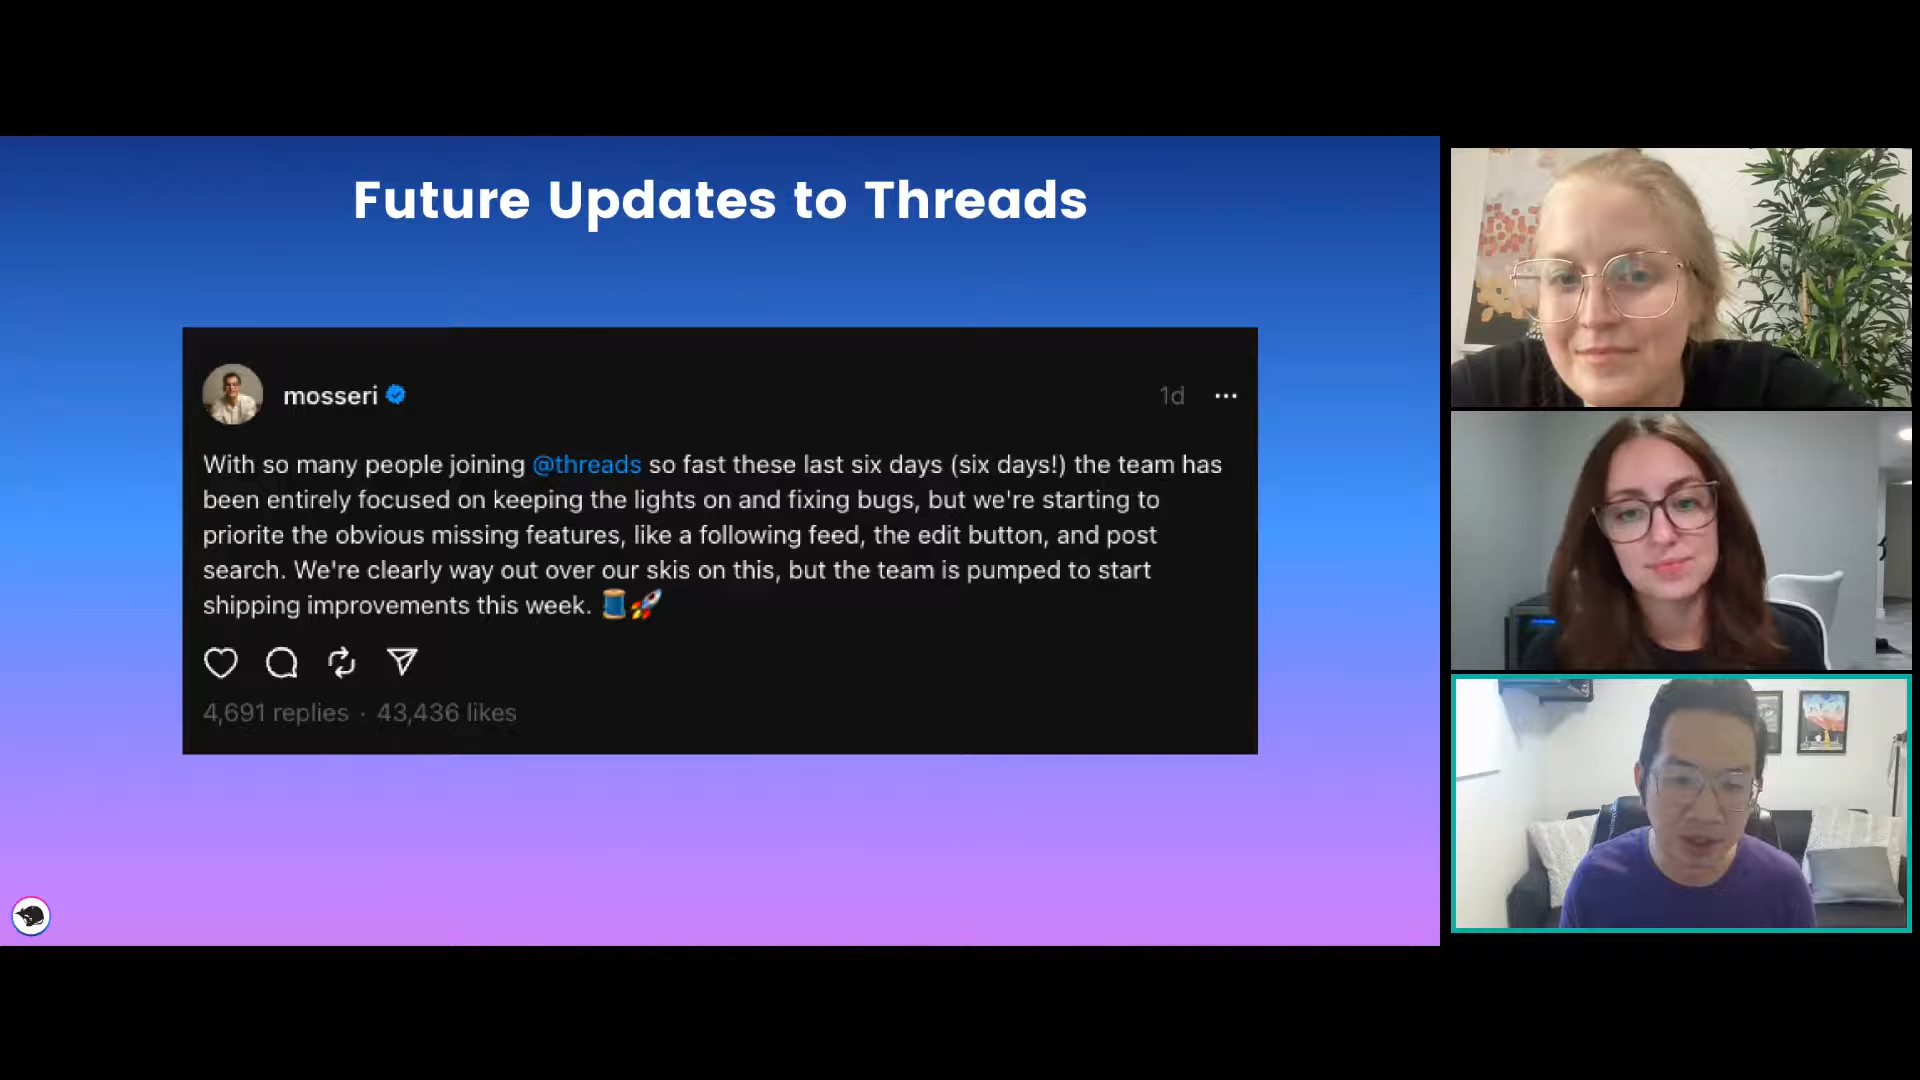 Future Updates to Threads
mosseri
1d
With so many people joining @threads so fast these last six days (six days!) the team has
been entirely focused on keeping the lights on and fixing bugs, but we're starting to
priorite the obvious missing features, like a following feed, the edit button, and post
search. We're clearly way out over our skis on this, but the team is pumped to start
shipping improvements this week. 🧵🚀
4,691 replies · 43,436 likes